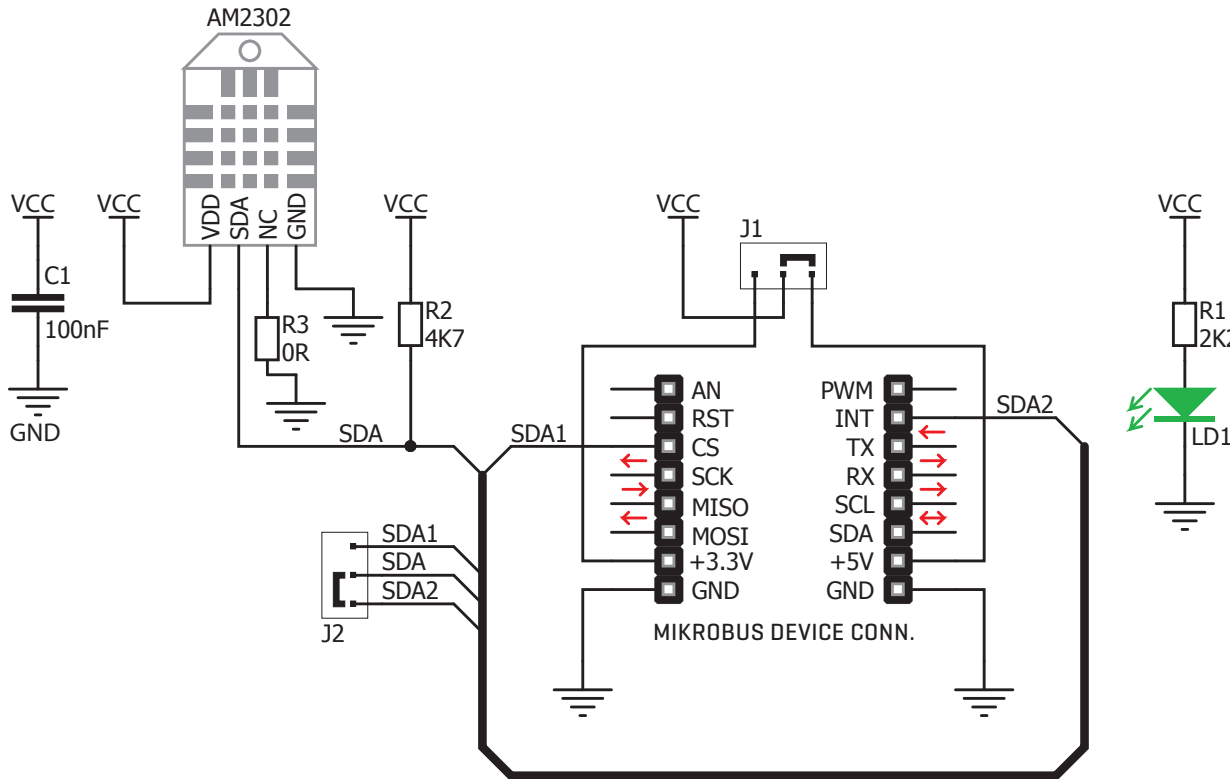 AM2302
VCC
VCC
VDD
SDA
NC
GND
VCC
VCC
J1
VCC
C1
100nF
GND
R3
0R
R2
4K7
R1
2K2
LD1
SDA
SDA1
AN
RST
CS
SCK
MISO
MOSI
+3.3V
GND
PWM
INT
TX
RX
SCL
SDA
+5V
GND
SDA2
SDA1
SDA
SDA2
J2
MIKROBUS DEVICE CONN.